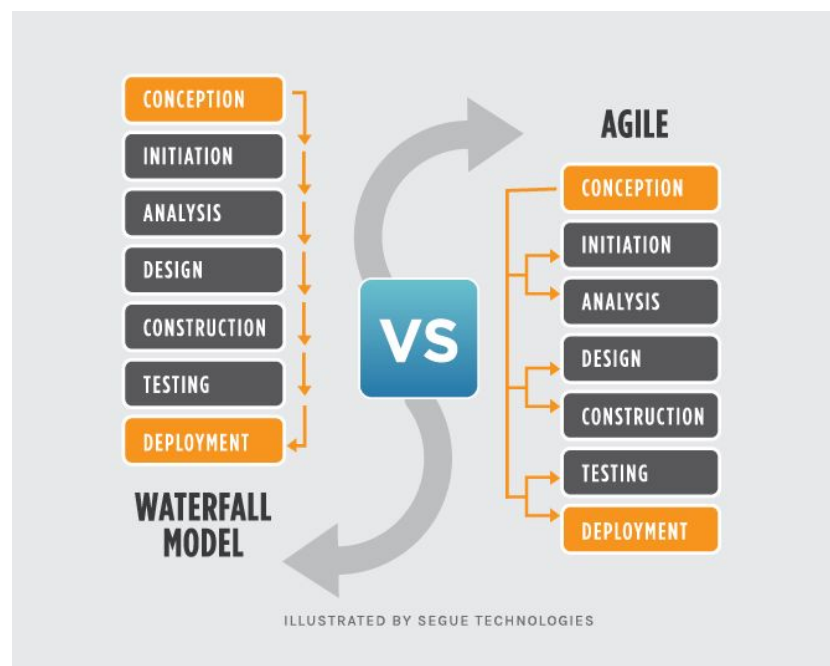 CONCEPTION
INITIATION
ANALYSIS
DESIGN
CONSTRUCTION
TESTING
DEPLOYMENT
WATERFALL
MODEL
VS
AGILE
CONCEPTION
INITIATION
ANALYSIS
DESIGN
CONSTRUCTION
TESTING
DEPLOYMENT
ILLUSTRATED BY SEGUE TECHNOLOGIES